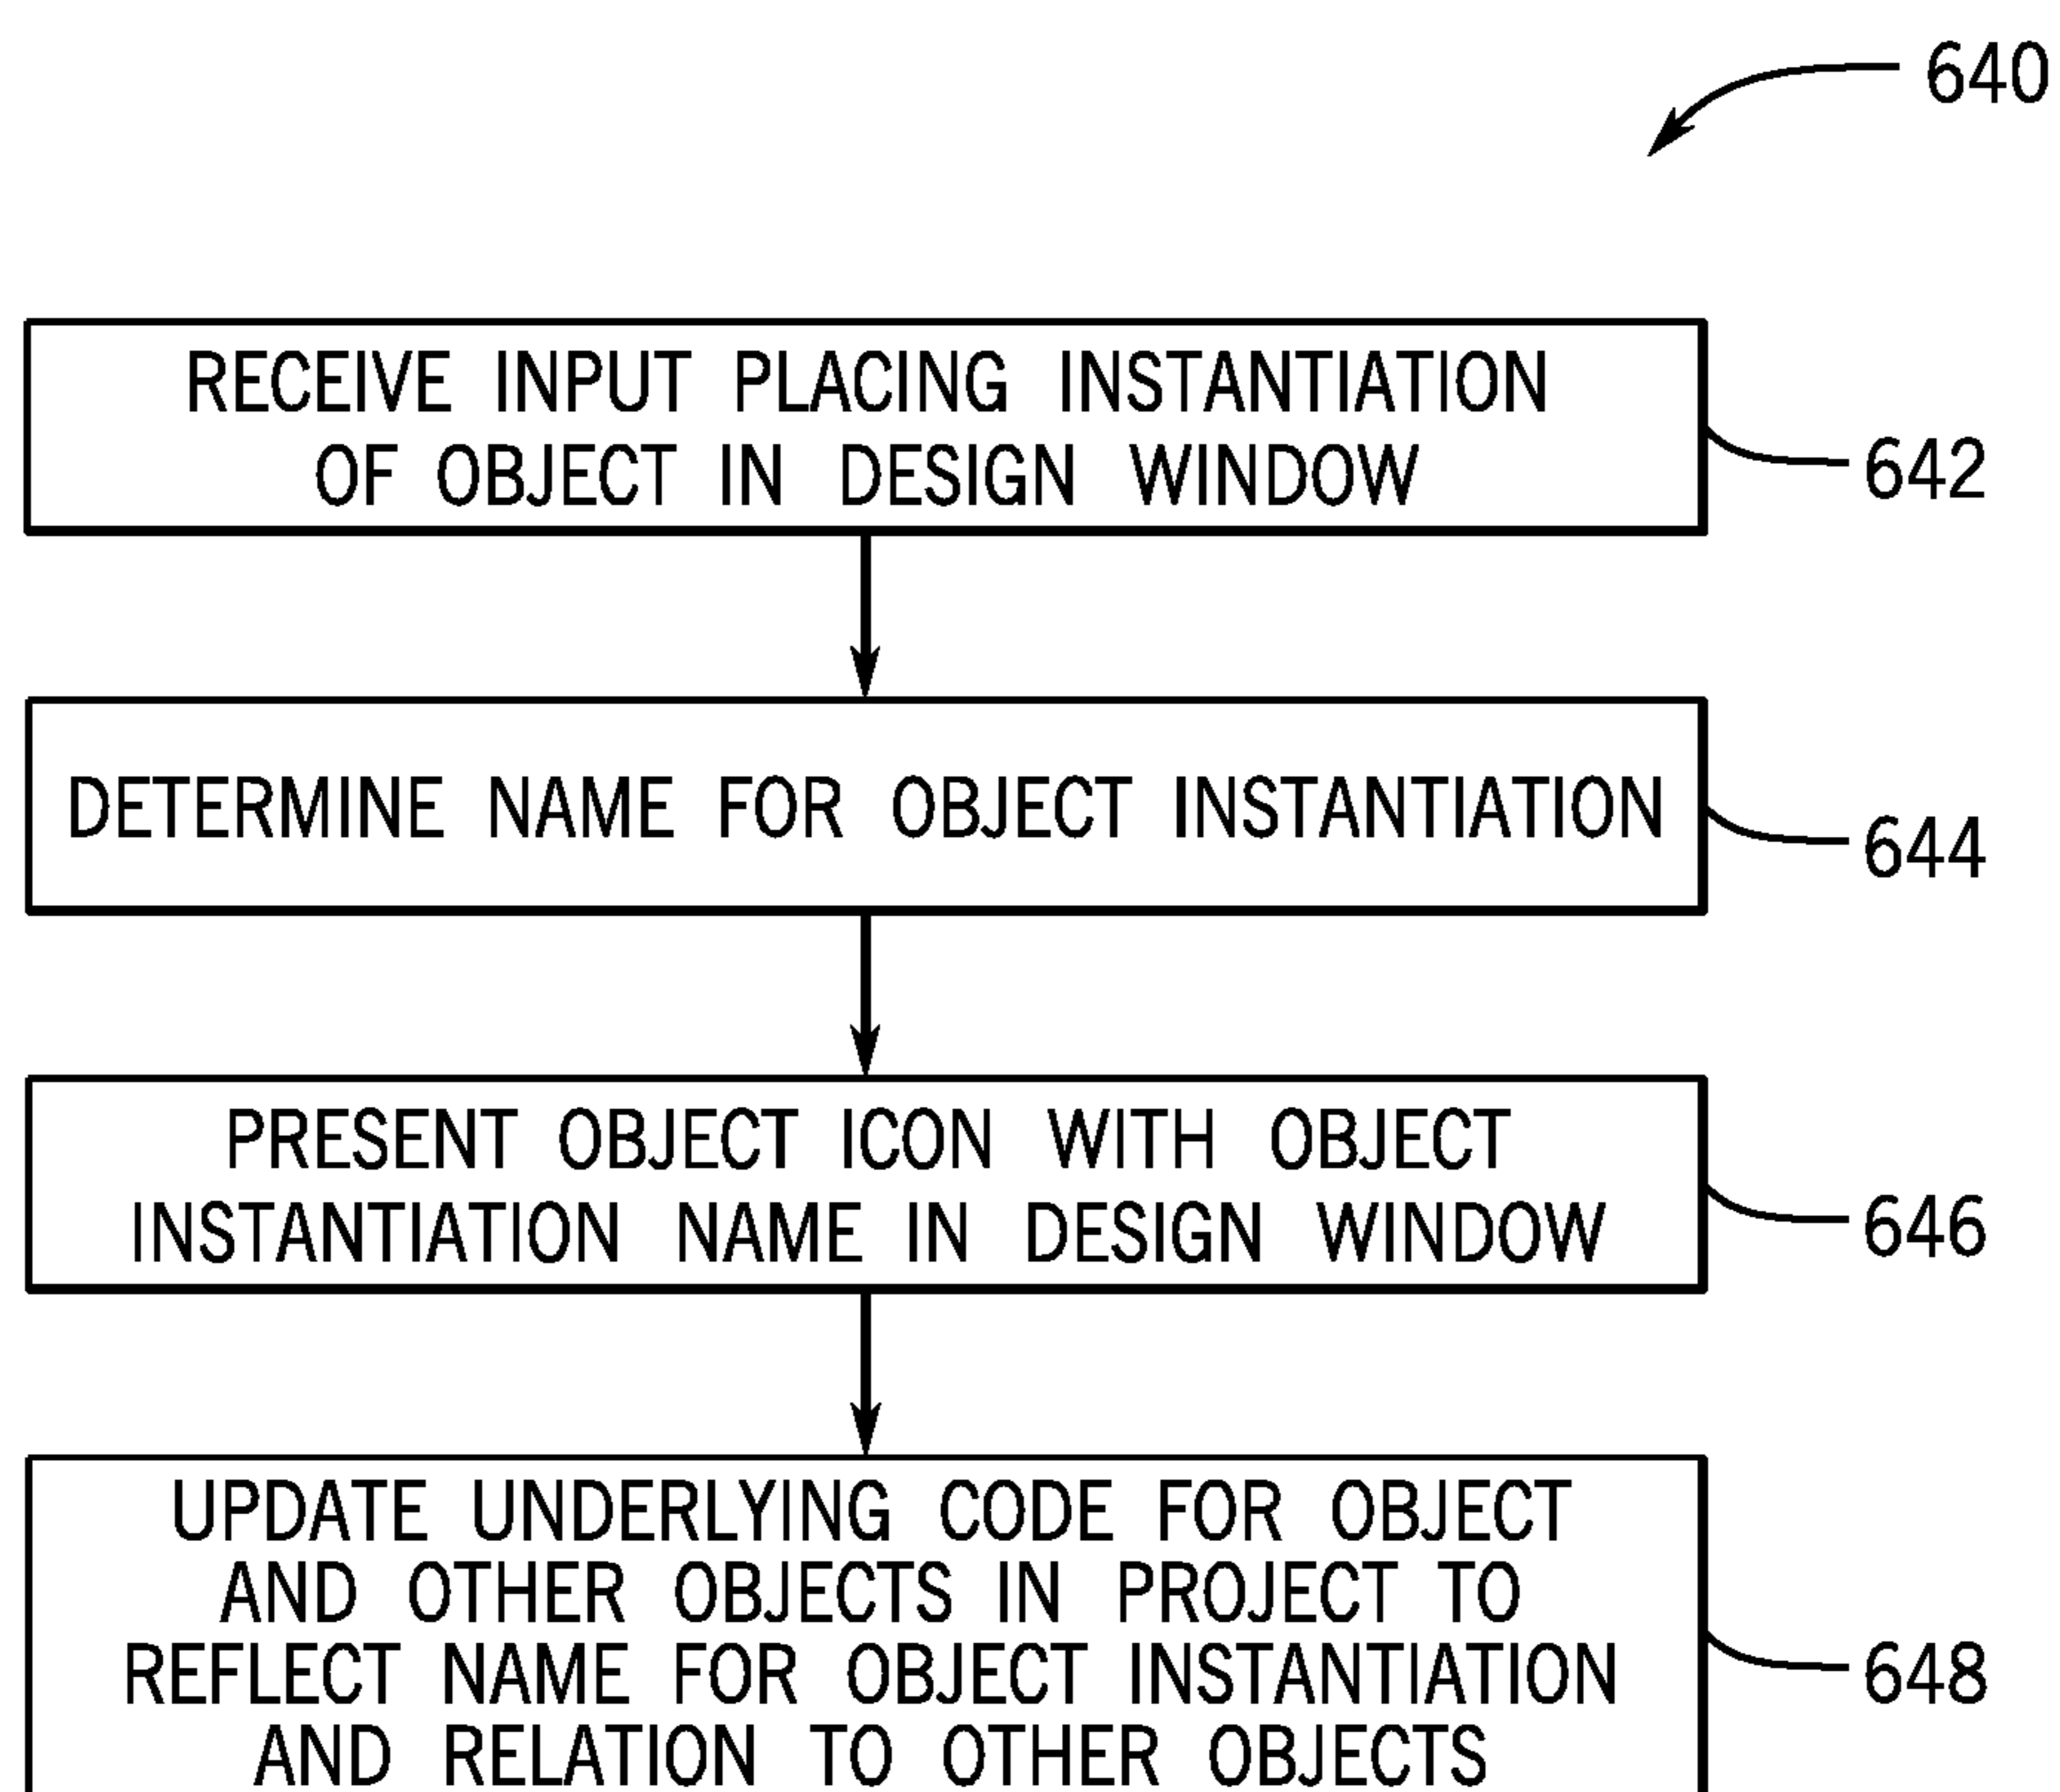 640
RECEIVE INPUT PLACING INSTANTIATION
OF OBJECT IN DESIGN WINDOW
642
DETERMINE NAME FOR OBJECT INSTANTIATION
644
PRESENT OBJECT ICON WITH OBJECT
INSTANTIATION NAME IN DESIGN WINDOW
646
UPDATE UNDERLYING CODE FOR OBJECT
AND OTHER OBJECTS IN PROJECT TO
REFLECT NAME FOR OBJECT INSTANTIATION
AND RELATION TO OTHER OBJECTS
648